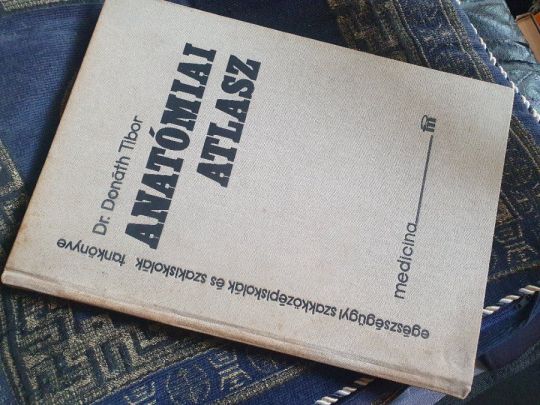 Dr. Donáth Tibor
ANATÓMIAI
ATLASZ
egészségügyi szakközépiskolák és szakiskolák tankönyve
medicina